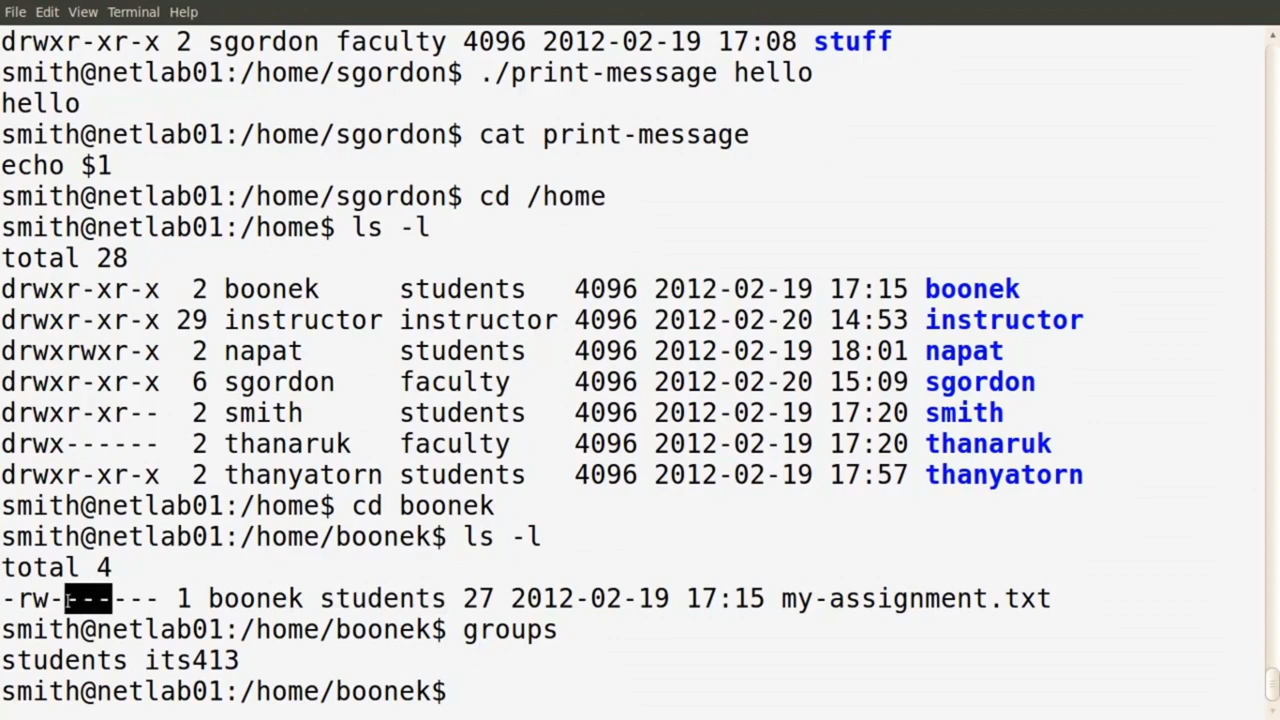 File Edit View Terminal Help
drwxr-xr-x 2 sgordon faculty 4096 2012-02-19 17:08 stuff
smith@netlab01:/home/sgordon$ ./print-message hello
hello
smith@netlab01:/home/sgordon$ cat print-message
echo $1
smith@netlab01:/home/sgordon$ cd /home
smith@netlab01:/home$ ls -l
total 28
drwxr-xr-x  2 boonek     students   4096 2012-02-19 17:15 boonek
drwxr-xr-x 29 instructor instructor 4096 2012-02-20 14:53 instructor
drwxrwxr-x  2 napat      students   4096 2012-02-19 18:01 napat
drwxr-xr-x  6 sgordon    faculty    4096 2012-02-20 15:09 sgordon
drwxr-xr--  2 smith      students   4096 2012-02-19 17:20 smith
drwx------  2 thanaruk   faculty    4096 2012-02-19 17:20 thanaruk
drwxr-xr-x  2 thanyatorn students   4096 2012-02-19 17:57 thanyatorn
smith@netlab01:/home$ cd boonek
smith@netlab01:/home/boonek$ ls -l
total 4
-rw------- 1 boonek students 27 2012-02-19 17:15 my-assignment.txt
smith@netlab01:/home/boonek$ groups
students its413
smith@netlab01:/home/boonek$